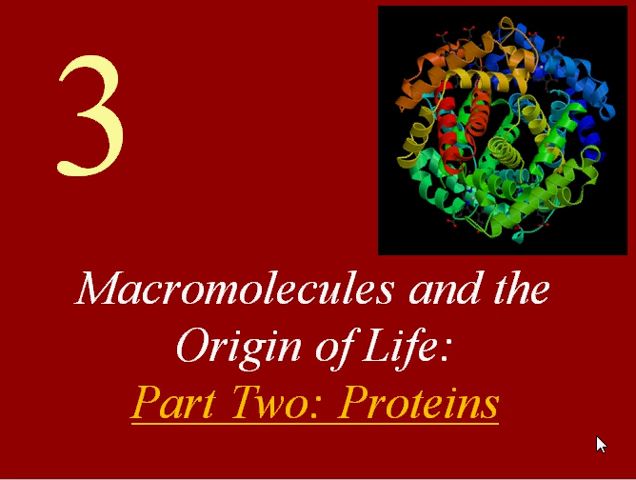 3
Macromolecules and the
Origin of Life:
Part Two: Proteins